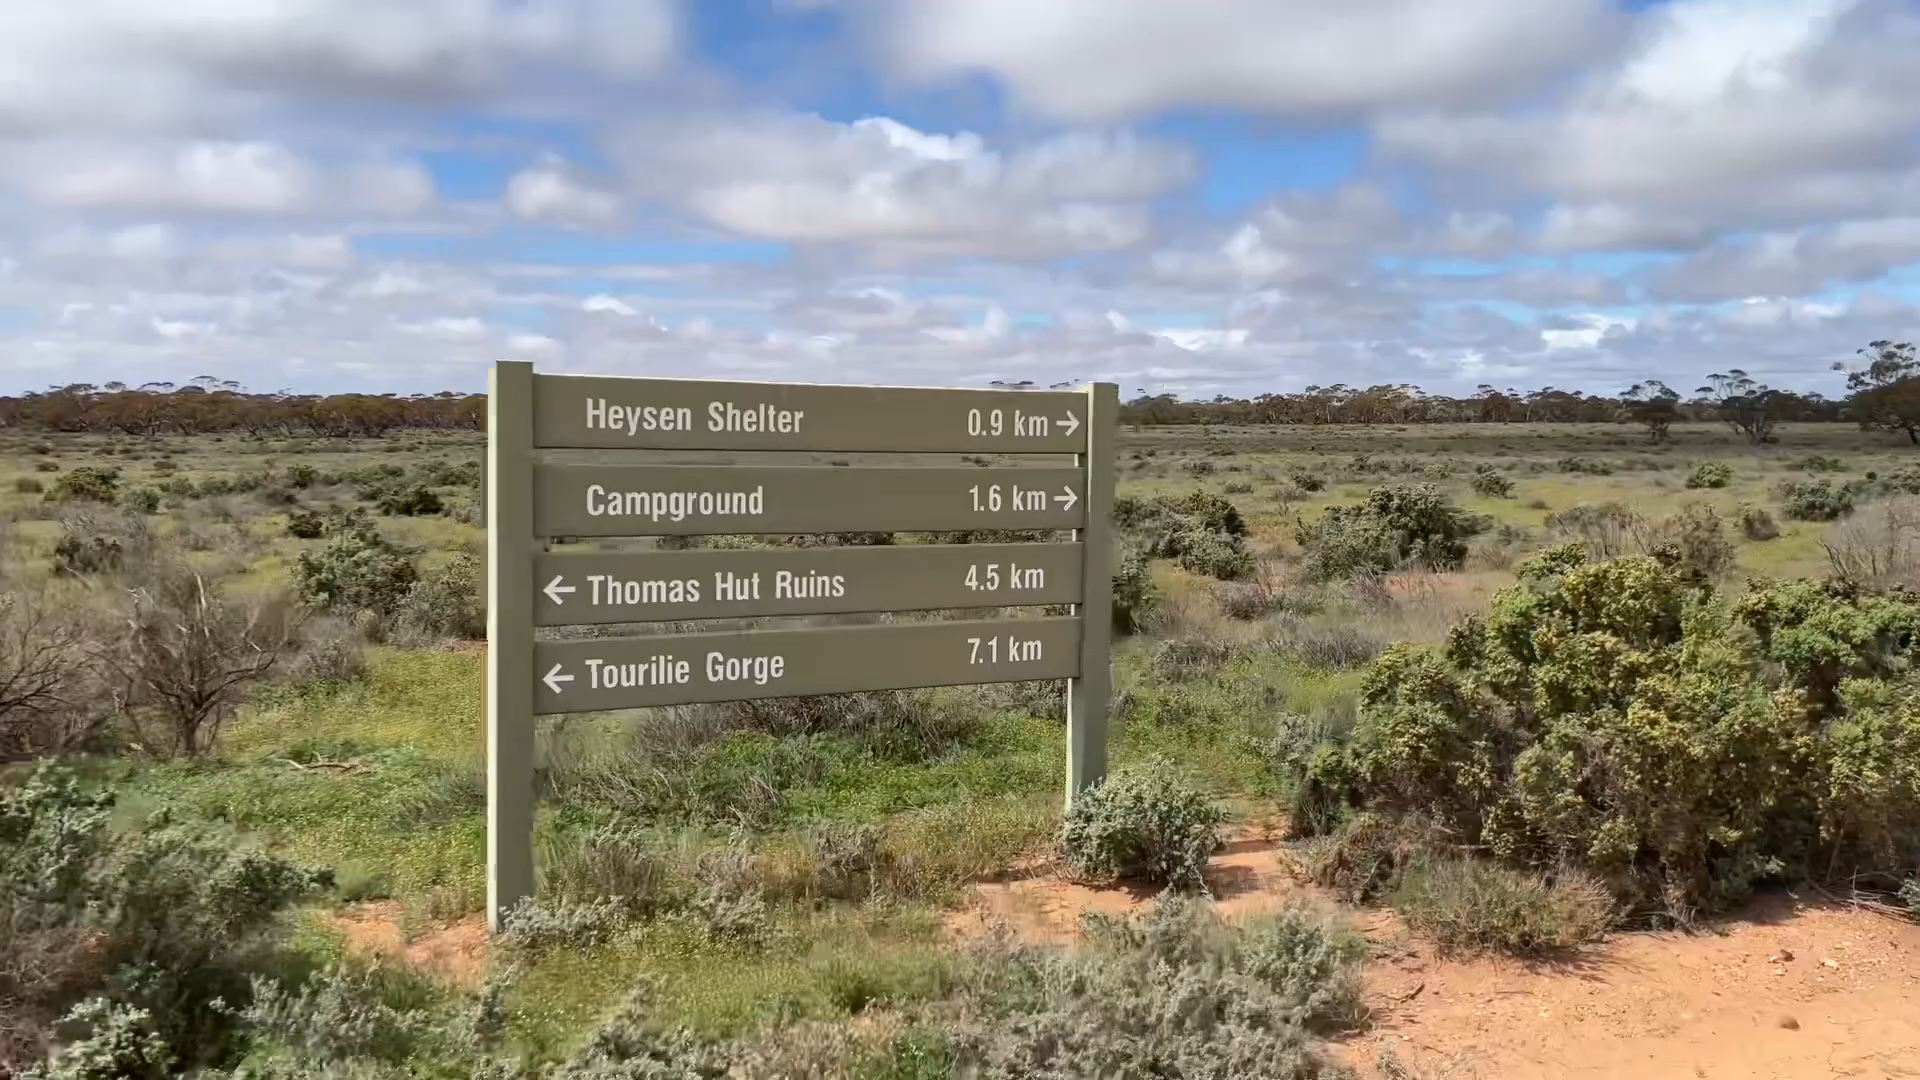 Heysen Shelter 0.9 km →
Campground 1.6 km →
← Thomas Hut Ruins 4.5 km
← Tourilie Gorge 7.1 km